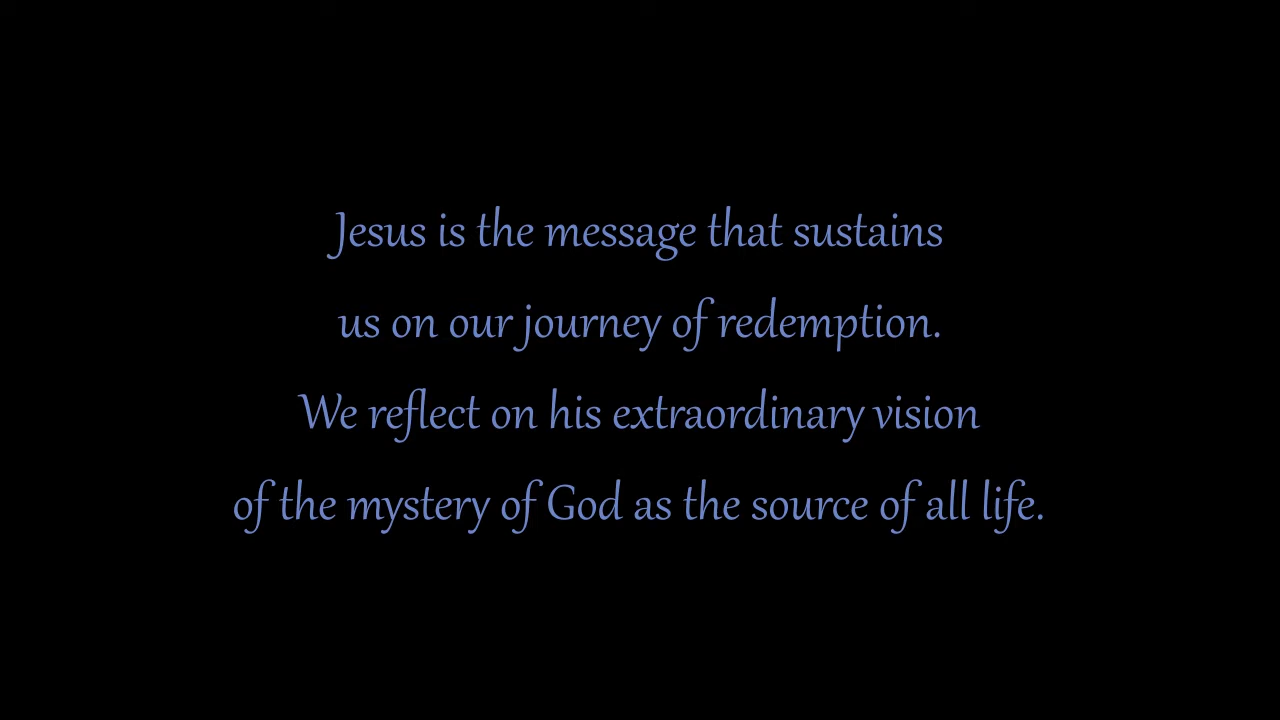 Jesus is the message that sustains
us on our journey of redemption.
We reflect on his extraordinary vision
of the mystery of God as the source of all life.